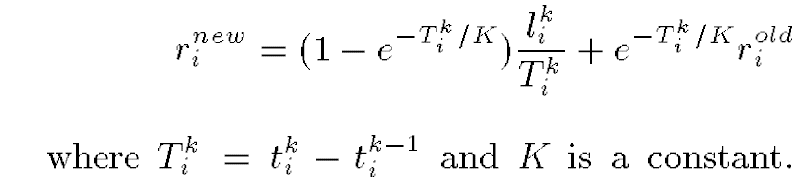 r_i^{new} = (1 - e^{-T_i^k/K}) \frac{l_i^k}{T_i^k} + e^{-T_i^k/K} r_i^{old}
where T_i^k = t_i^k - t_i^{k-1} and K is a constant.